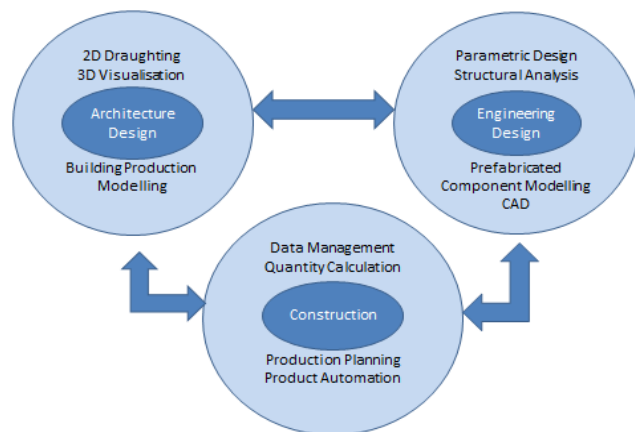 2D Draughting
3D Visualisation
Architecture
Design
Building Production
Modelling
Parametric Design
Structural Analysis
Engineering
Design
Prefabricated
Component Modelling
CAD
Data Management
Quantity Calculation
Construction
Production Planning
Product Automation